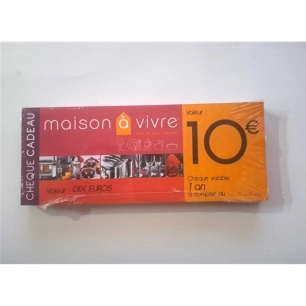 CHEQUE CADEAU
maison à vivre
Valeur : DIX EUROS
Valeur :
10€
Chèque valable
1 an
à compter du